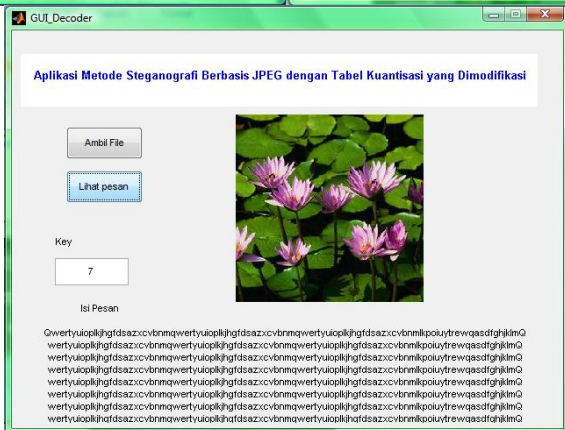 GUI_Decoder
Aplikasi Metode Steganografi Berbasis JPEG dengan Tabel Kuantisasi yang Dimodifikasi
Ambil File
Lihat pesan
Key
7
Isi Pesan
QwertyuioplkjhgfdsazxcvbnmqwertyuioplkjhgfdsazxcvbnmqwertyuioplkjhgfdsazxcvbnmlkpoiuytrewqasdfghjklmQ
wertyuioplkjhgfdsazxcvbnmqwertyuioplkjhgfdsazxcvbnmqwertyuioplkjhgfdsazxcvbnmlkpoiuytrewqasdfghjklmQ
wertyuioplkjhgfdsazxcvbnmqwertyuioplkjhgfdsazxcvbnmqwertyuioplkjhgfdsazxcvbnmlkpoiuytrewqasdfghjklmQ
wertyuioplkjhgfdsazxcvbnmqwertyuioplkjhgfdsazxcvbnmqwertyuioplkjhgfdsazxcvbnmlkpoiuytrewqasdfghjklmQ
wertyuioplkjhgfdsazxcvbnmqwertyuioplkjhgfdsazxcvbnmqwertyuioplkjhgfdsazxcvbnmlkpoiuytrewqasdfghjklmQ
wertyuioplkjhgfdsazxcvbnmqwertyuioplkjhgfdsazxcvbnmqwertyuioplkjhgfdsazxcvbnmlkpoiuytrewqasdfghjklmQ
wertyuioplkjhgfdsazxcvbnmqwertyuioplkjhgfdsazxcvbnmqwertyuioplkjhgfdsazxcvbnmlkpoiuytrewqasdfghjklmQ
wertyuioplkjhgfdsazxcvbnmqwertyuioplkjhgfdsazxcvbnmqwertyuioplkjhgfdsazxcvbnmlkpoiuytrewqasdfghjklmQ